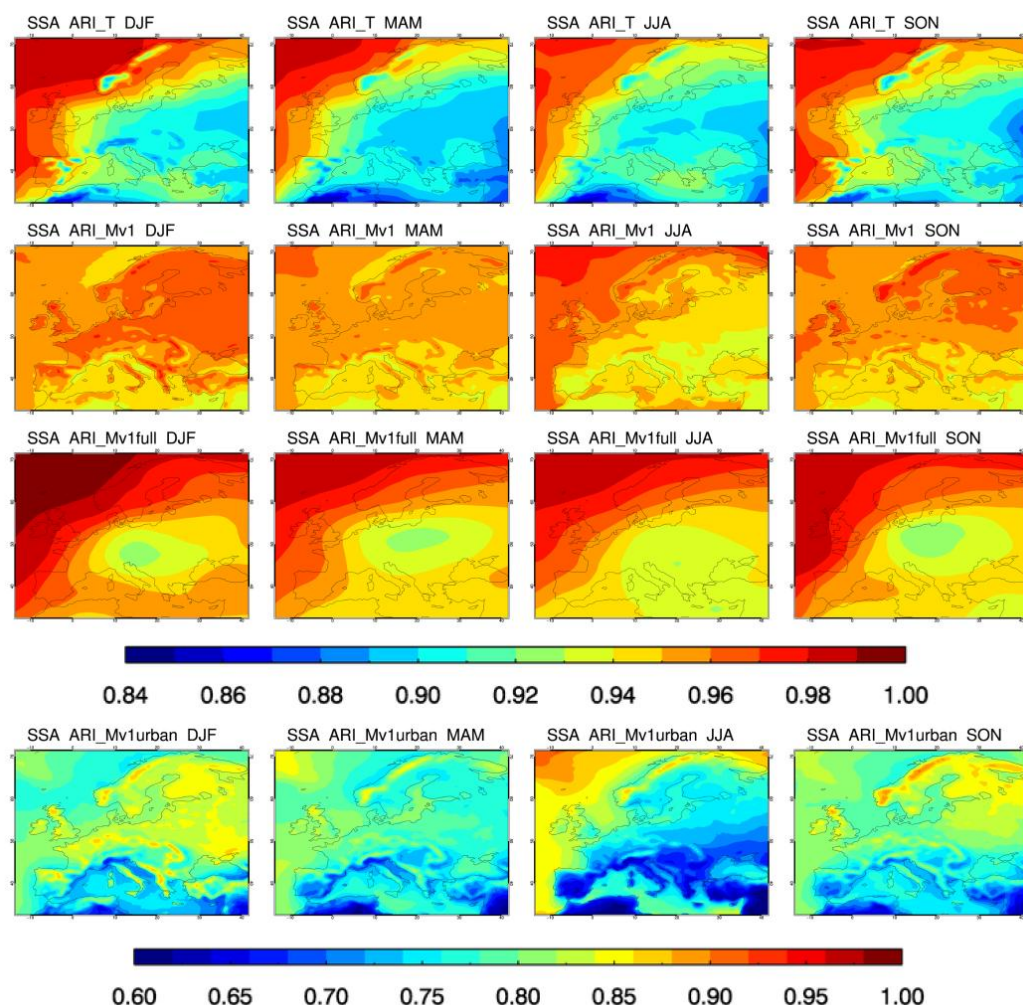 SSA ARI_T DJF
SSA ARI_T MAM
SSA ARI_T JJA
SSA ARI_T SON
SSA ARI_Mv1 DJF
SSA ARI_Mv1 MAM
SSA ARI_Mv1 JJA
SSA ARI_Mv1 SON
SSA ARI_Mv1full DJF
SSA ARI_Mv1full MAM
SSA ARI_Mv1full JJA
SSA ARI_Mv1full SON
0.84 0.86 0.88 0.90 0.92 0.94 0.96 0.98 1.00
SSA ARI_Mv1urban DJF
SSA ARI_Mv1urban MAM
SSA ARI_Mv1urban JJA
SSA ARI_Mv1urban SON
0.60 0.65 0.70 0.75 0.80 0.85 0.90 0.95 1.00